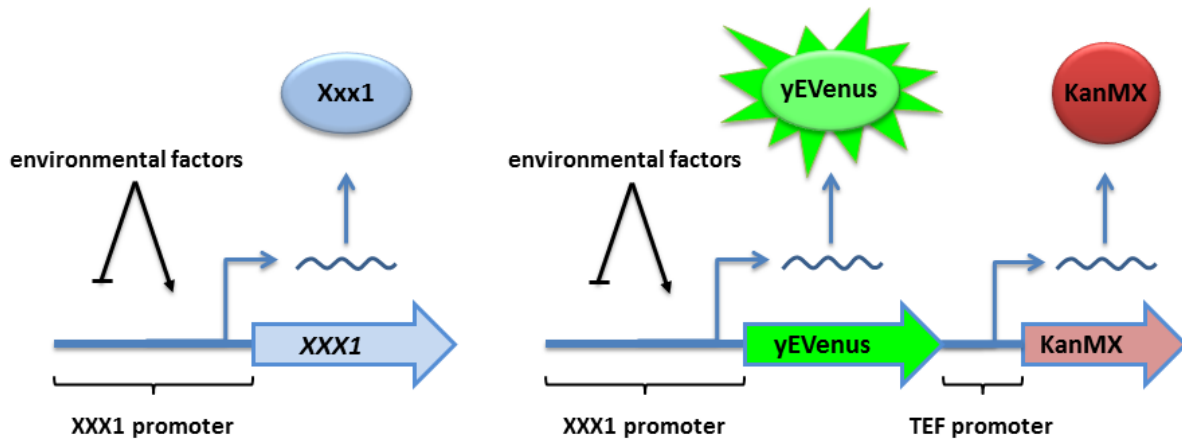 Xxx1
environmental factors
XXX1
XXX1 promoter
yEVenus
KanMX
environmental factors
yEVenus
KanMX
XXX1 promoter
TEF promoter